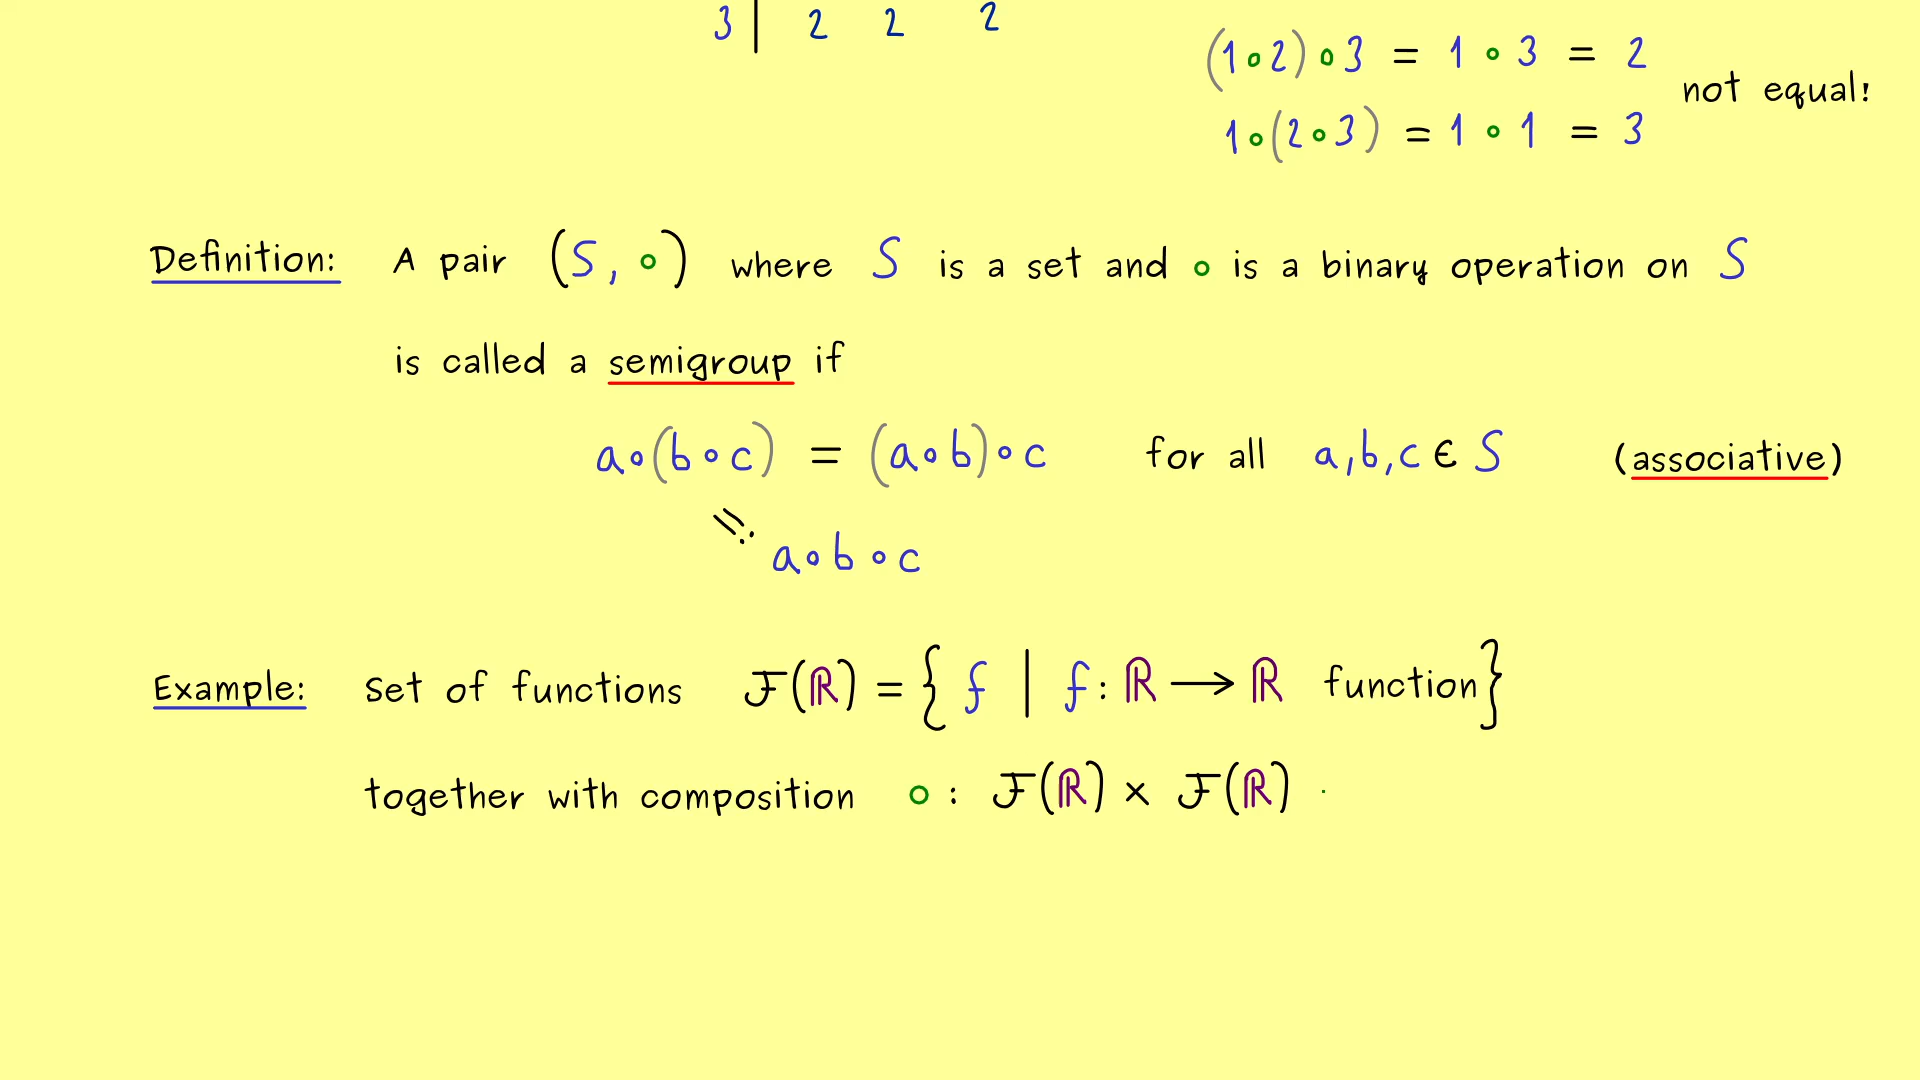 3 | 2 2 2
(1∘2)∘3 = 1∘3 = 2
not equal!
1∘(2∘3) = 1∘1 = 3
Definition: A pair (S, ∘) where S is a set and ∘ is a binary operation on S
is called a semigroup if
a∘(b∘c) = (a∘b)∘c for all a,b,c ∈ S (associative)
=: a∘b∘c
Example: Set of functions ℱ(ℝ) = { f | f: ℝ ⟶ ℝ function}
together with composition ∘ : ℱ(ℝ) × ℱ(ℝ)